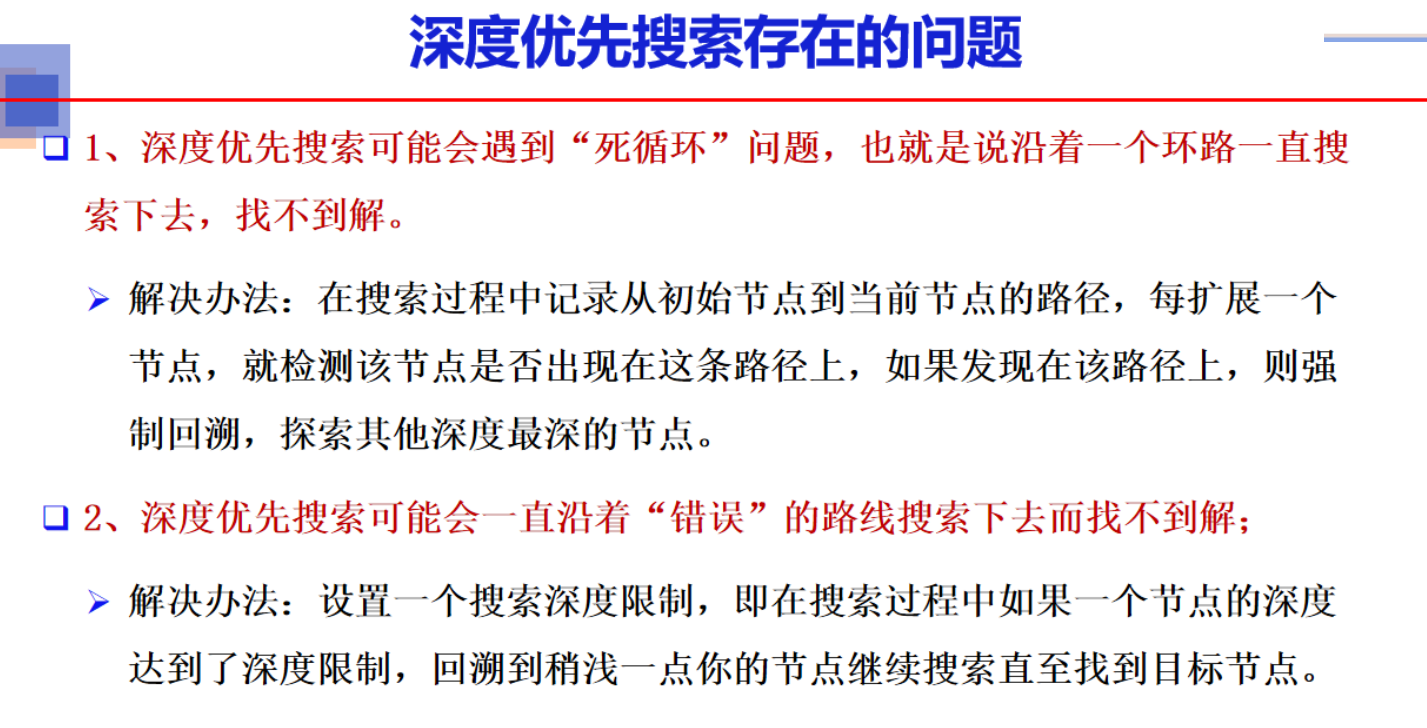 深度优先搜索存在的问题
1、深度优先搜索可能会遇到“死循环”问题，也就是说沿着一个环路一直搜
索下去，找不到解。
解决办法：在搜索过程中记录从初始节点到当前节点的路径，每扩展一个
节点，就检测该节点是否出现在这条路径上，如果发现在该路径上，则强
制回溯，探索其他深度最深的节点。
2、深度优先搜索可能会一直沿着“错误”的路线搜索下去而找不到解；
解决办法：设置一个搜索深度限制，即在搜索过程中如果一个节点的深度
达到了深度限制，回溯到稍浅一点你的节点继续搜索直至找到目标节点。